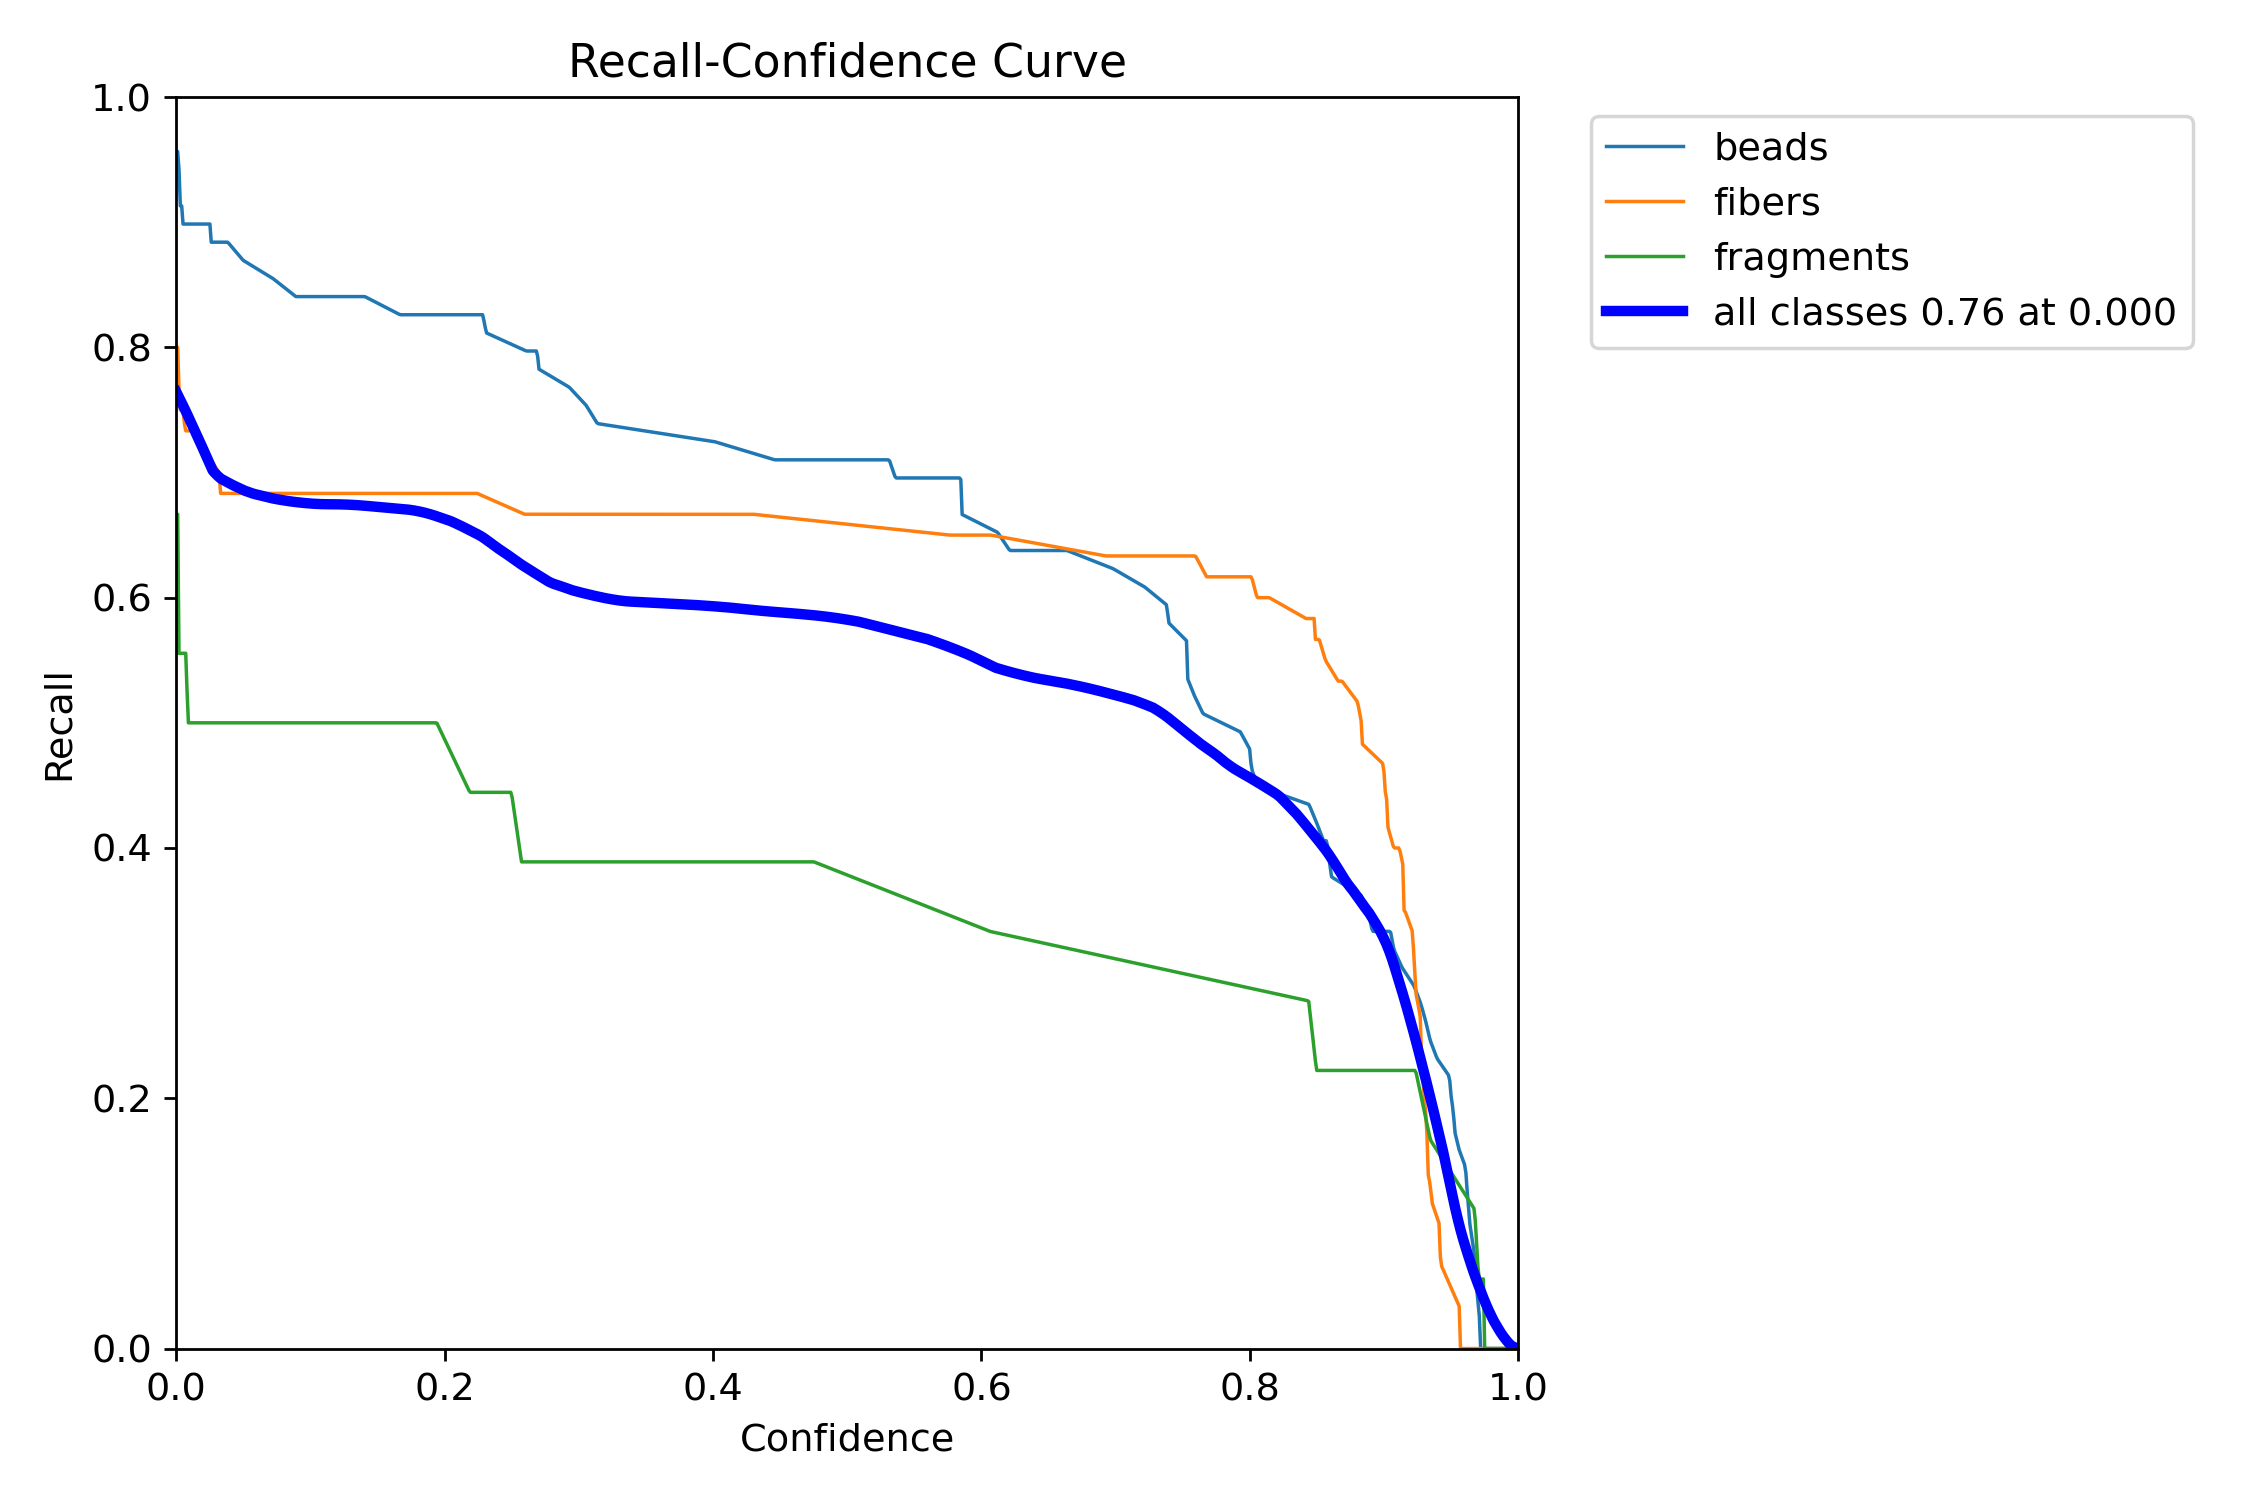 Recall-Confidence Curve
1.0
0.8
0.6
0.4
0.2
0.0
Recall
0.0 0.2 0.4 0.6 0.8 1.0
Confidence
beads
fibers
fragments
all classes 0.76 at 0.000